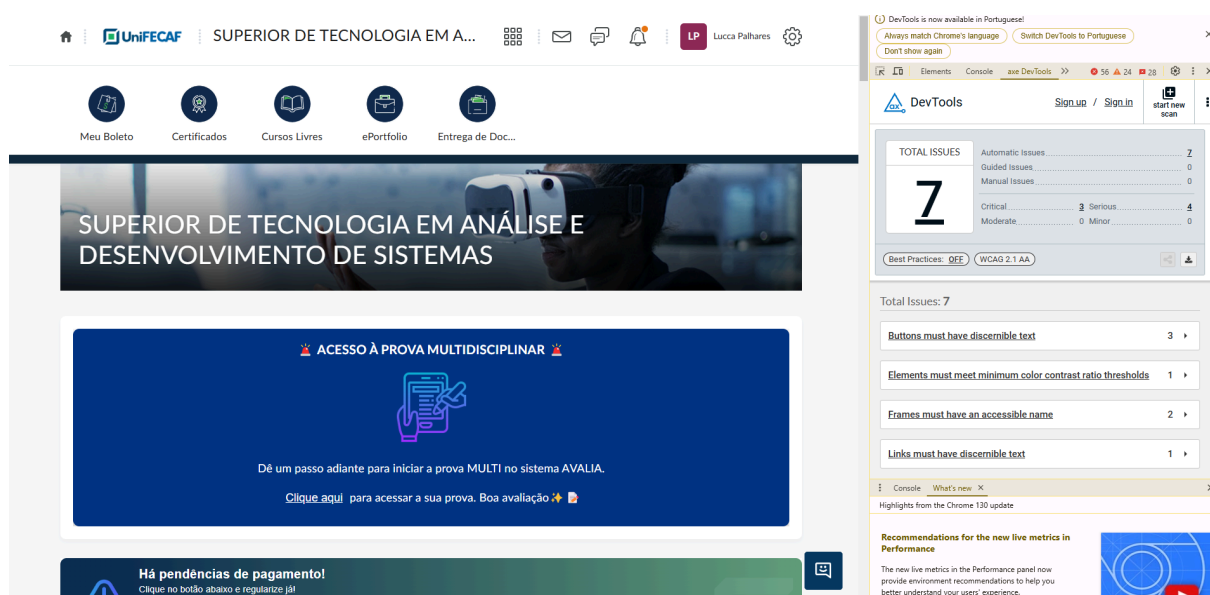 UniFECAF
SUPERIOR DE TECNOLOGIA EM A...
LP
Lucca Palhares
Meu Boleto
Certificados
Cursos Livres
ePortfolio
Entrega de Doc...
SUPERIOR DE TECNOLOGIA EM ANÁLISE E
DESENVOLVIMENTO DE SISTEMAS
🚨 ACESSO À PROVA MULTIDISCIPLINAR 🚨
Dê um passo adiante para iniciar a prova MULTI no sistema AVALIA.
Clique aqui para acessar a sua prova. Boa avaliação✨ 📝
Há pendências de pagamento!
Clique no botão abaixo e regularize já!
DevTools is now available in Portuguese!
Always match Chrome's language
Switch DevTools to Portuguese
Don't show again
Elements
Console
axe DevTools
56
24
28
ax
DevTools
Sign up / Sign in
start new
scan
TOTAL ISSUES
7
Automatic Issues 7
Guided Issues 0
Manual Issues 0
Critical 3 Serious 4
Moderate 0 Minor 0
Best Practices: OFF
WCAG 2.1 AA
Total Issues: 7
Buttons must have discernible text 3
Elements must meet minimum color contrast ratio thresholds 1
Frames must have an accessible name 2
Links must have discernible text 1
Console
What's new
Highlights from the Chrome 130 update
Recommendations for the new live metrics in
Performance
The new live metrics in the Performance panel now
provide environment recommendations to help you
better understand your users' experience.